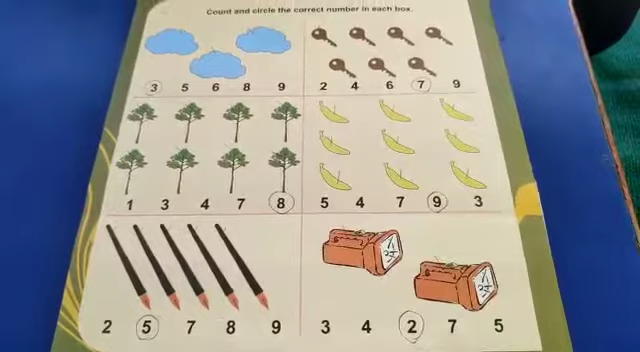 Count and circle the correct number in each box.
3 5 6 8 9
2 4 6 7 9
1 3 4 7 8
5 4 7 9 3
2 5 7 8 9
3 4 2 7 5